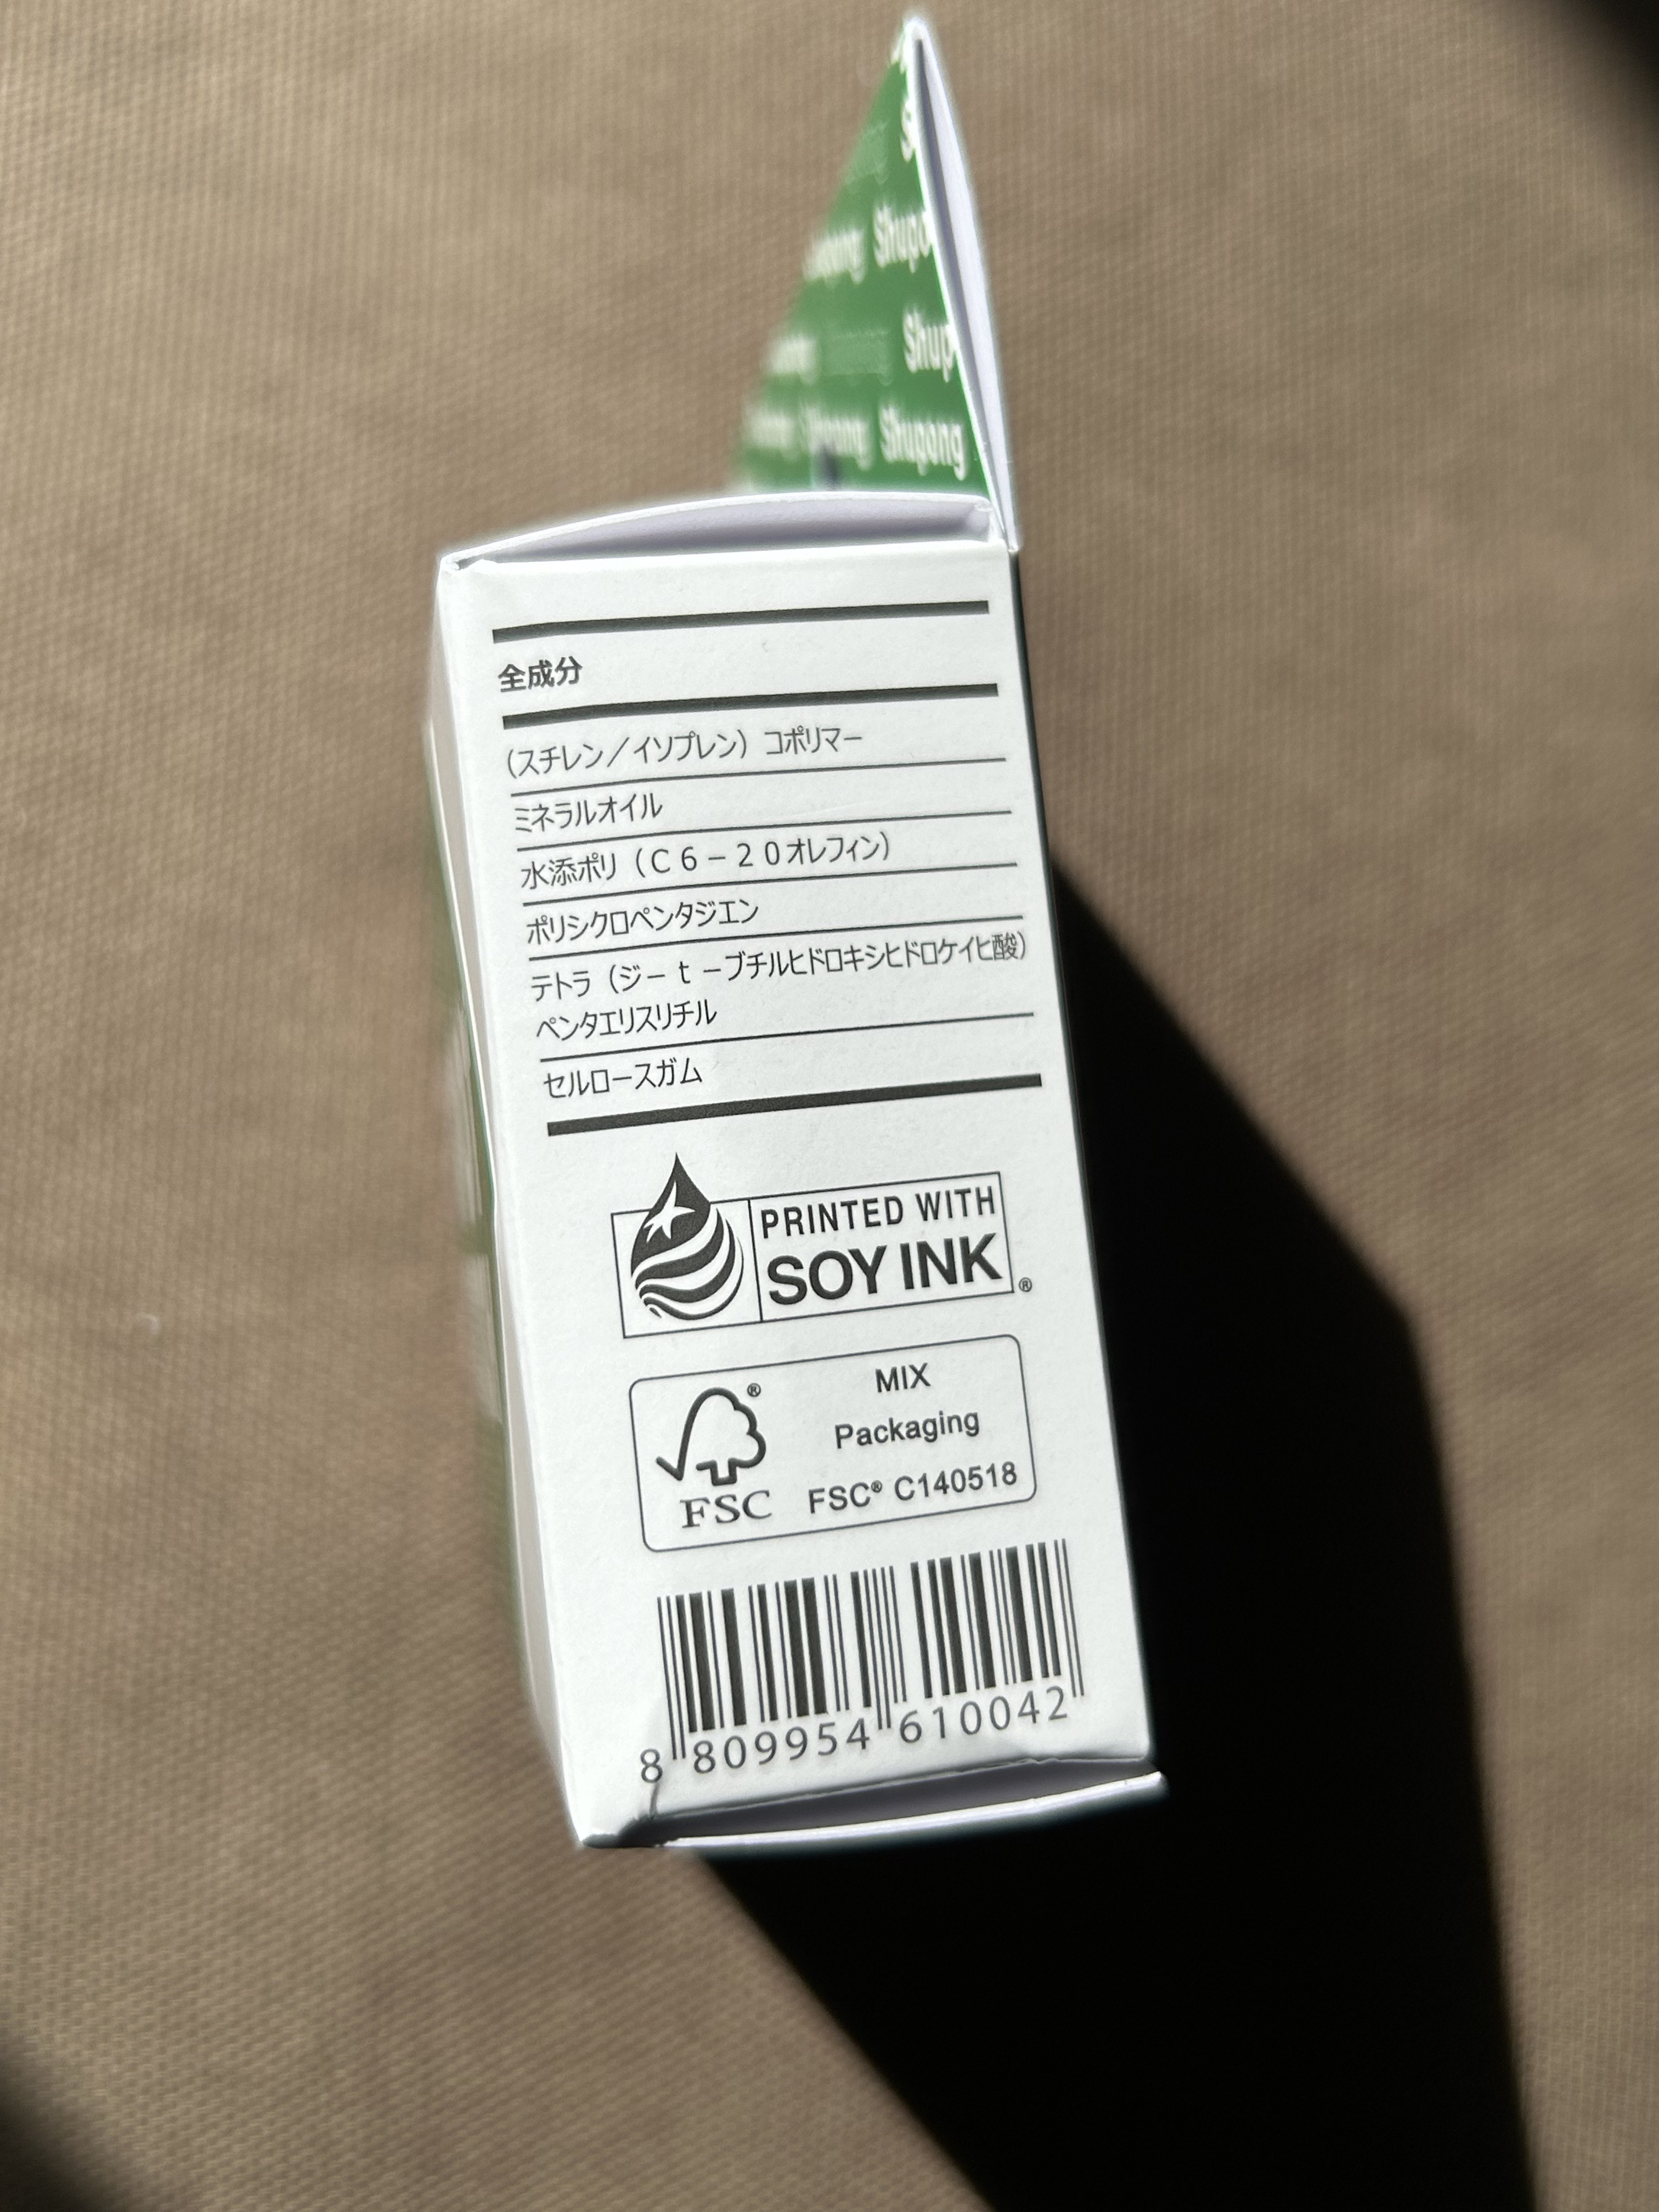 Shupong
全成分
（スチレン／イソプレン）コポリマー
ミネラルオイル
水添ポリ（C6－20オレフィン）
ポリシクロペンタジエン
テトラ（ジ－t－ブチルヒドロキシヒドロケイヒ酸）
ペンタエリスリチル
セルロースガム
PRINTED WITH
SOY INK®
MIX
Packaging
FSC® C140518
®
FSC
8 809954 610042